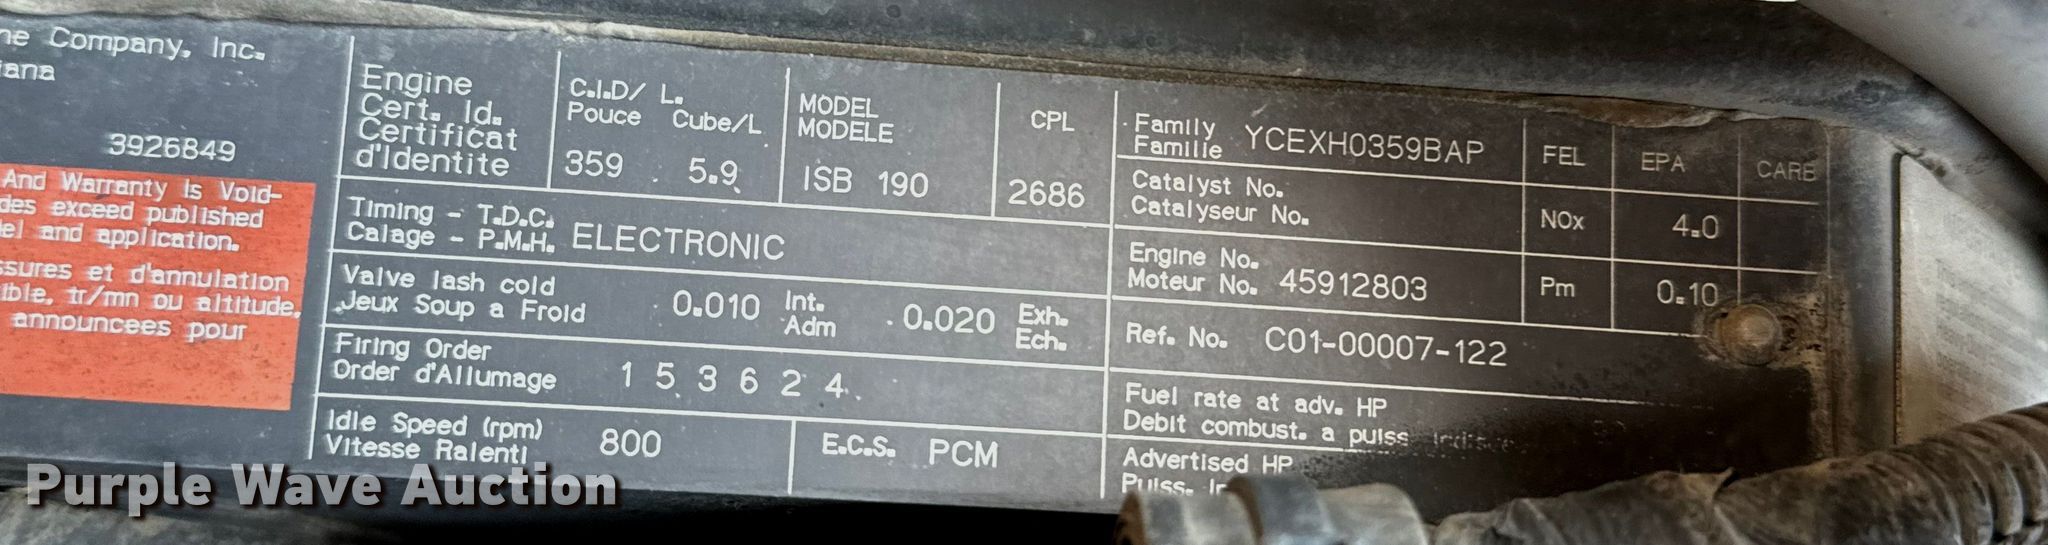 ne Company, Inc.
iana
3926849
And Warranty Is Void-
des exceed published
el and application.
ssures et d'annulation
ible, tr/mn ou altitude,
announcees pour
Engine
Cert. Id.
Certificat
d'Identite
C.I.D/ L.
Pouce Cube/L
359 5.9
MODEL
MODELE
ISB 190
CPL
2686
Timing - T.D.C.
Calage - P.M.H. ELECTRONIC
Valve lash cold
Jeux Soup a Froid
0.010 Int.
Adm
0.020 Exh.
Ech.
Firing Order
Order d'Allumage
1 5 3 6 2 4
Idle Speed (rpm)
Vitesse Ralenti
800
E.C.S. PCM
Family
Familie YCEXH0359BAP
Catalyst No.
Catalyseur No.
Engine No.
Moteur No. 45912803
Ref. No. C01-00007-122
Fuel rate at adv. HP
Debit combust. a puiss
Advertised HP
Puiss.
FEL EPA CARB
NOx 4.0
Pm 0.10
Purple Wave Auction